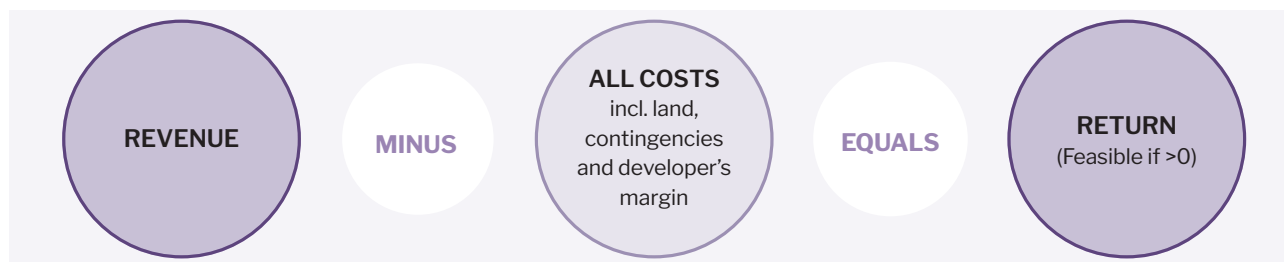 REVENUE
MINUS
ALL COSTS
incl. land,
contingencies
and developer’s
margin
EQUALS
RETURN
(Feasible if >0)